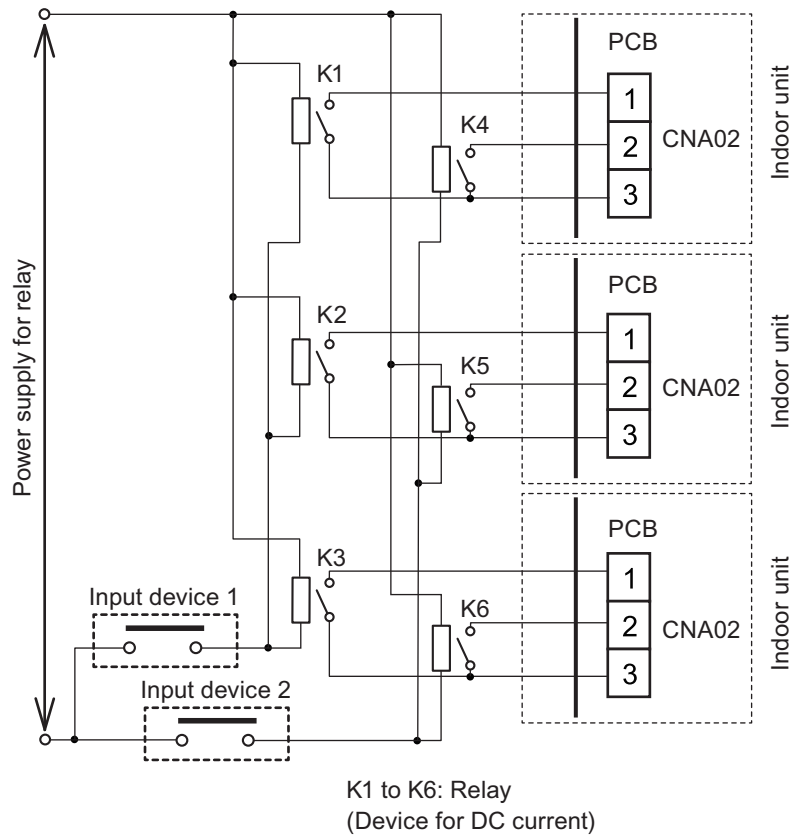 PCB
K1
1
K4
2
CNA02
3
Indoor unit
Power supply for relay
PCB
K2
1
K5
2
CNA02
3
Indoor unit
PCB
K3
1
Input device 1
K6
2
CNA02
3
Indoor unit
Input device 2
K1 to K6: Relay
(Device for DC current)